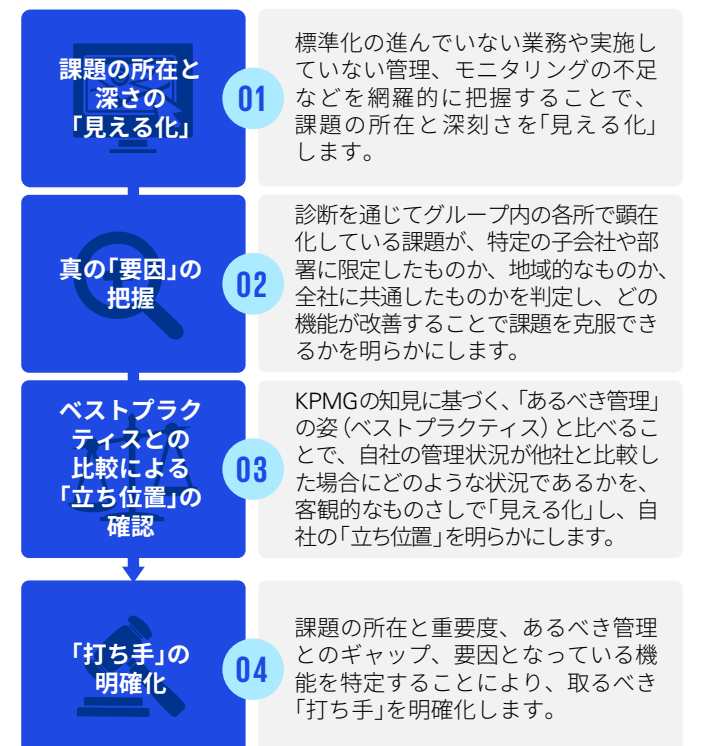 課題の所在と
深さの
「見える化」
01
標準化の進んでいない業務や実施し
ていない管理、モニタリングの不足
などを網羅的に把握することで、
課題の所在と深刻さを「見える化」
します。
真の「要因」の
把握
02
診断を通じてグループ内の各所で顕在
化している課題が、特定の子会社や部
署に限定したものか、地域的なものか、
全社に共通したものかを判定し、どの
機能が改善することで課題を克服でき
るかを明らかにします。
ベストプラク
ティスとの
比較による
「立ち位置」の
確認
03
KPMGの知見に基づく、「あるべき管理」
の姿（ベストプラクティス）と比べるこ
とで、自社の管理状況が他社と比較し
た場合にどのような状況であるかを、
客観的なものさしで「見える化」し、自
社の「立ち位置」を明らかにします。
「打ち手」の
明確化
04
課題の所在と重要度、あるべき管理
とのギャップ、要因となっている機
能を特定することにより、取るべき
「打ち手」を明確化します。